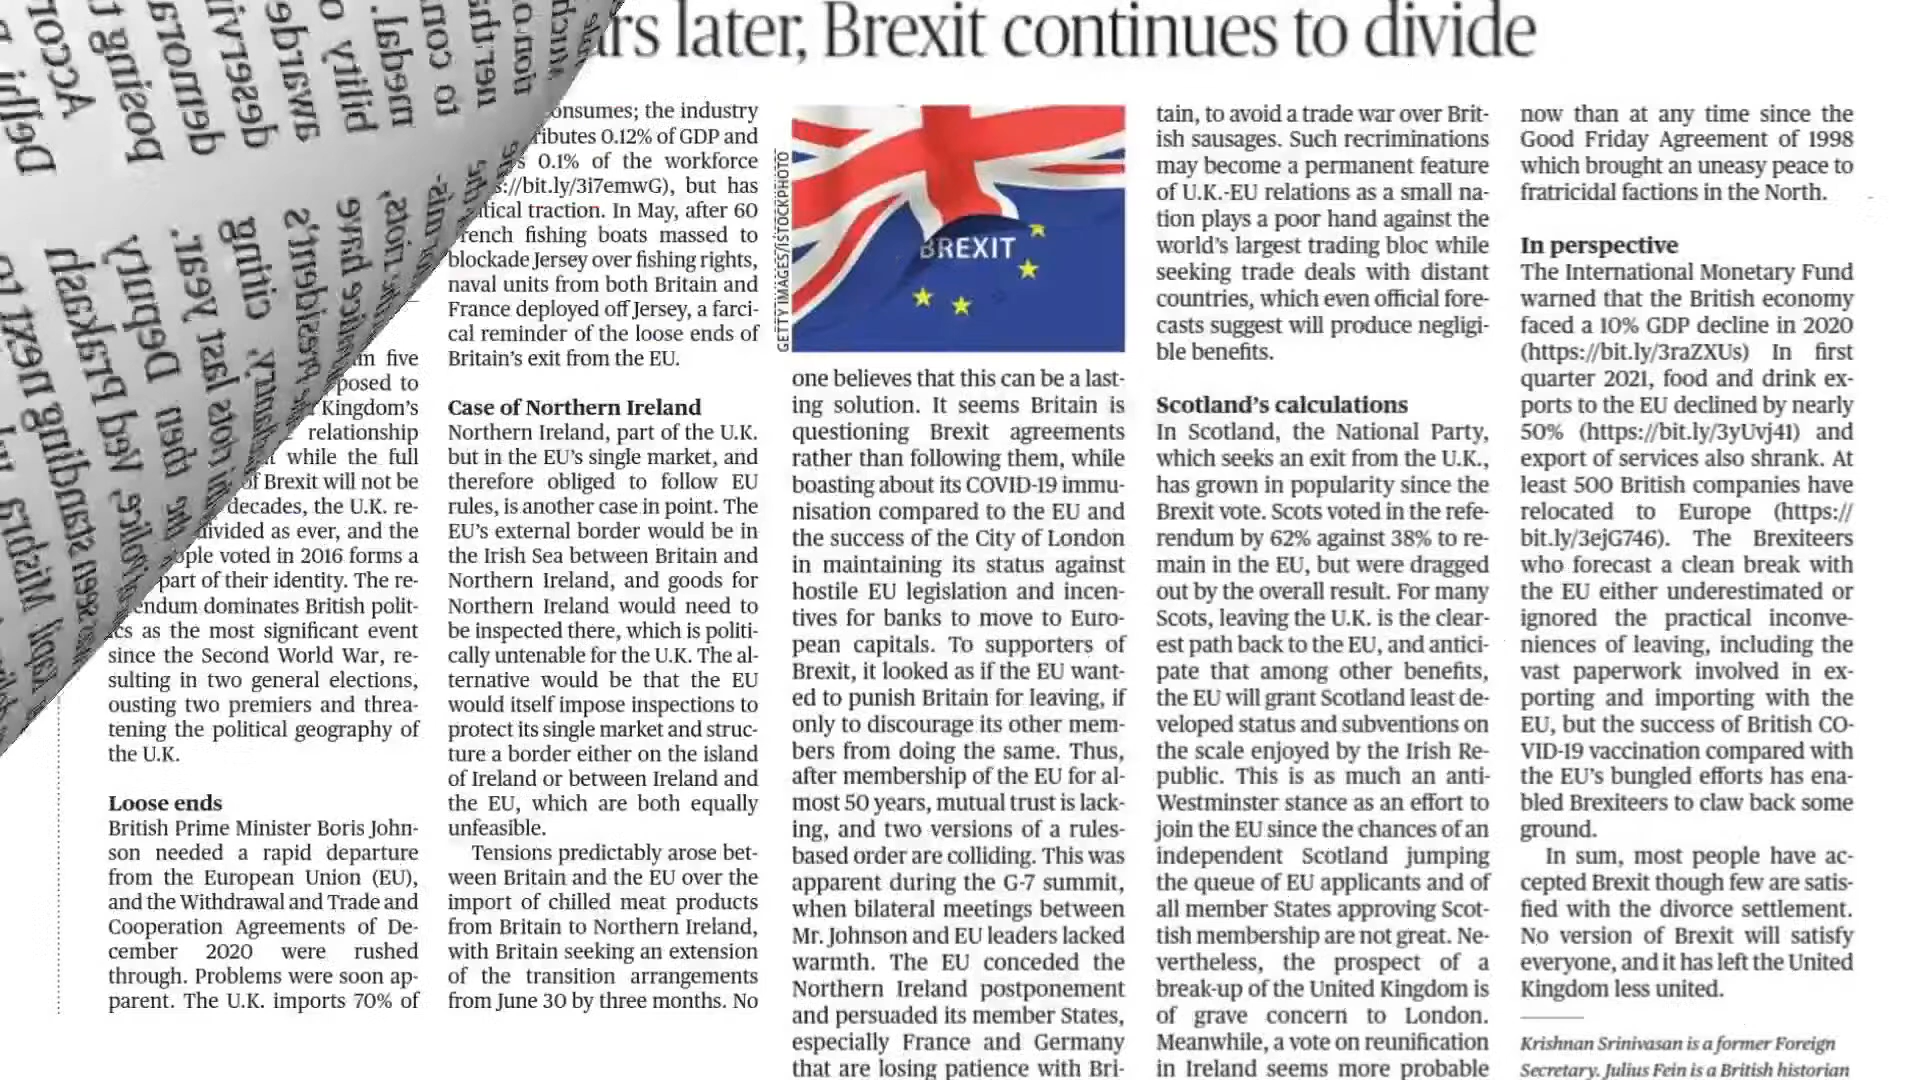 rs later, Brexit continues to divide
five
posed to
Kingdom's
relationship
while the full
of Brexit will not be
decades, the U.K. re-
ivided as ever, and the
ple voted in 2016 forms a
part of their identity. The re-
endum dominates British polit-
cs as the most significant event
since the Second World War, re-
sulting in two general elections,
ousting two premiers and threa-
tening the political geography of
the U.K.
Loose ends
British Prime Minister Boris John-
son needed a rapid departure
from the European Union (EU),
and the Withdrawal and Trade and
Cooperation Agreements of De-
cember 2020 were rushed
through. Problems were soon ap-
parent. The U.K. imports 70% of
onsumes; the industry
ributes 0.12% of GDP and
s 0.1% of the workforce
s://bit.ly/3i7emwG), but has
tical traction. In May, after 60
rench fishing boats massed to
blockade Jersey over fishing rights,
naval units from both Britain and
France deployed off Jersey, a farci-
cal reminder of the loose ends of
Britain's exit from the EU.
Case of Northern Ireland
Northern Ireland, part of the U.K.
but in the EU's single market, and
therefore obliged to follow EU
rules, is another case in point. The
EU's external border would be in
the Irish Sea between Britain and
Northern Ireland, and goods for
Northern Ireland would need to
be inspected there, which is politi-
cally untenable for the U.K. The al-
ternative would be that the EU
would itself impose inspections to
protect its single market and struc-
ture a border either on the island
of Ireland or between Ireland and
the EU, which are both equally
unfeasible.
Tensions predictably arose bet-
ween Britain and the EU over the
import of chilled meat products
from Britain to Northern Ireland,
with Britain seeking an extension
of the transition arrangements
from June 30 by three months. No
GETTY IMAGES/ISTOCKPHOTO
BREXIT
one believes that this can be a last-
ing solution. It seems Britain is
questioning Brexit agreements
rather than following them, while
boasting about its COVID-19 immu-
nisation compared to the EU and
the success of the City of London
in maintaining its status against
hostile EU legislation and incen-
tives for banks to move to Euro-
pean capitals. To supporters of
Brexit, it looked as if the EU want-
ed to punish Britain for leaving, if
only to discourage its other mem-
bers from doing the same. Thus,
after membership of the EU for al-
most 50 years, mutual trust is lack-
ing, and two versions of a rules-
based order are colliding. This was
apparent during the G-7 summit,
when bilateral meetings between
Mr. Johnson and EU leaders lacked
warmth. The EU conceded the
Northern Ireland postponement
and persuaded its member States,
especially France and Germany
that are losing patience with Bri-
tain, to avoid a trade war over Brit-
ish sausages. Such recriminations
may become a permanent feature
of U.K.-EU relations as a small na-
tion plays a poor hand against the
world's largest trading bloc while
seeking trade deals with distant
countries, which even official fore-
casts suggest will produce negligi-
ble benefits.
Scotland's calculations
In Scotland, the National Party,
which seeks an exit from the U.K.,
has grown in popularity since the
Brexit vote. Scots voted in the refe-
rendum by 62% against 38% to re-
main in the EU, but were dragged
out by the overall result. For many
Scots, leaving the U.K. is the clear-
est path back to the EU, and antici-
pate that among other benefits,
the EU will grant Scotland least de-
veloped status and subventions on
the scale enjoyed by the Irish Re-
public. This is as much an anti-
Westminster stance as an effort to
join the EU since the chances of an
independent Scotland jumping
the queue of EU applicants and of
all member States approving Scot-
tish membership are not great. Ne-
vertheless, the prospect of a
break-up of the United Kingdom is
of grave concern to London.
Meanwhile, a vote on reunification
in Ireland seems more probable
now than at any time since the
Good Friday Agreement of 1998
which brought an uneasy peace to
fratricidal factions in the North.
In perspective
The International Monetary Fund
warned that the British economy
faced a 10% GDP decline in 2020
(https://bit.ly/3raZXUs) In first
quarter 2021, food and drink ex-
ports to the EU declined by nearly
50% (https://bit.ly/3yUvj41) and
export of services also shrank. At
least 500 British companies have
relocated to Europe (https://
bit.ly/3ejG746). The Brexiteers
who forecast a clean break with
the EU either underestimated or
ignored the practical inconve-
niences of leaving, including the
vast paperwork involved in ex-
porting and importing with the
EU, but the success of British CO-
VID-19 vaccination compared with
the EU's bungled efforts has ena-
bled Brexiteers to claw back some
ground.
In sum, most people have ac-
cepted Brexit though few are satis-
fied with the divorce settlement.
No version of Brexit will satisfy
everyone, and it has left the United
Kingdom less united.
Krishnan Srinivasan is a former Foreign
Secretary. Julius Fein is a British historian